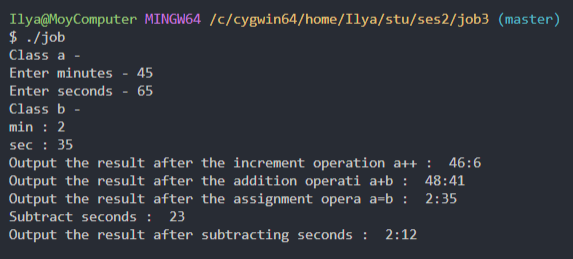 Ilya@MoyComputer MINGW64 /c/cygwin64/home/Ilya/stu/ses2/job3 (master)
$ ./job
Class a -
Enter minutes - 45
Enter seconds - 65
Class b -
min : 2
sec : 35
Output the result after the increment operation a++ :  46:6
Output the result after the addition operati a+b :  48:41
Output the result after the assignment opera a=b :  2:35
Subtract seconds :  23
Output the result after subtracting seconds :  2:12